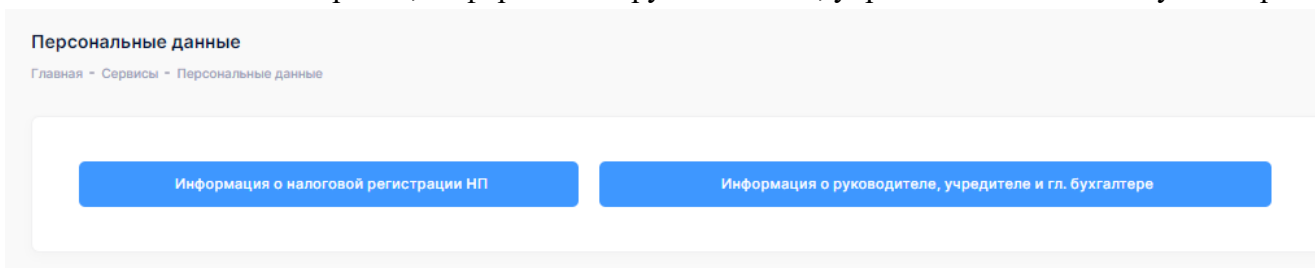 Персональные данные
Главная - Сервисы - Персональные данные
Информация о налоговой регистрации НП
Информация о руководителе, учредителе и гл. бухгалтере